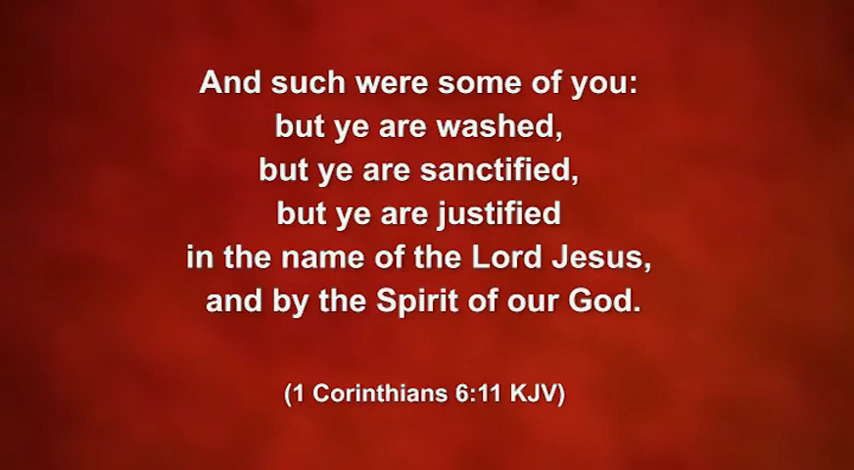 And such were some of you:
but ye are washed,
but ye are sanctified,
but ye are justified
in the name of the Lord Jesus,
and by the Spirit of our God.
(1 Corinthians 6:11 KJV)